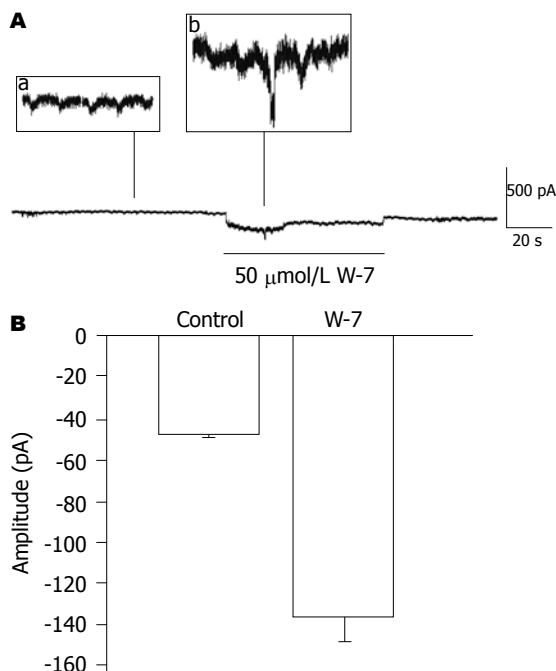 A
a
b
500 pA
20 s
50 μmol/L W-7
B
Control
W-7
Amplitude (pA)
0
-20
-40
-60
-80
-100
-120
-140
-160